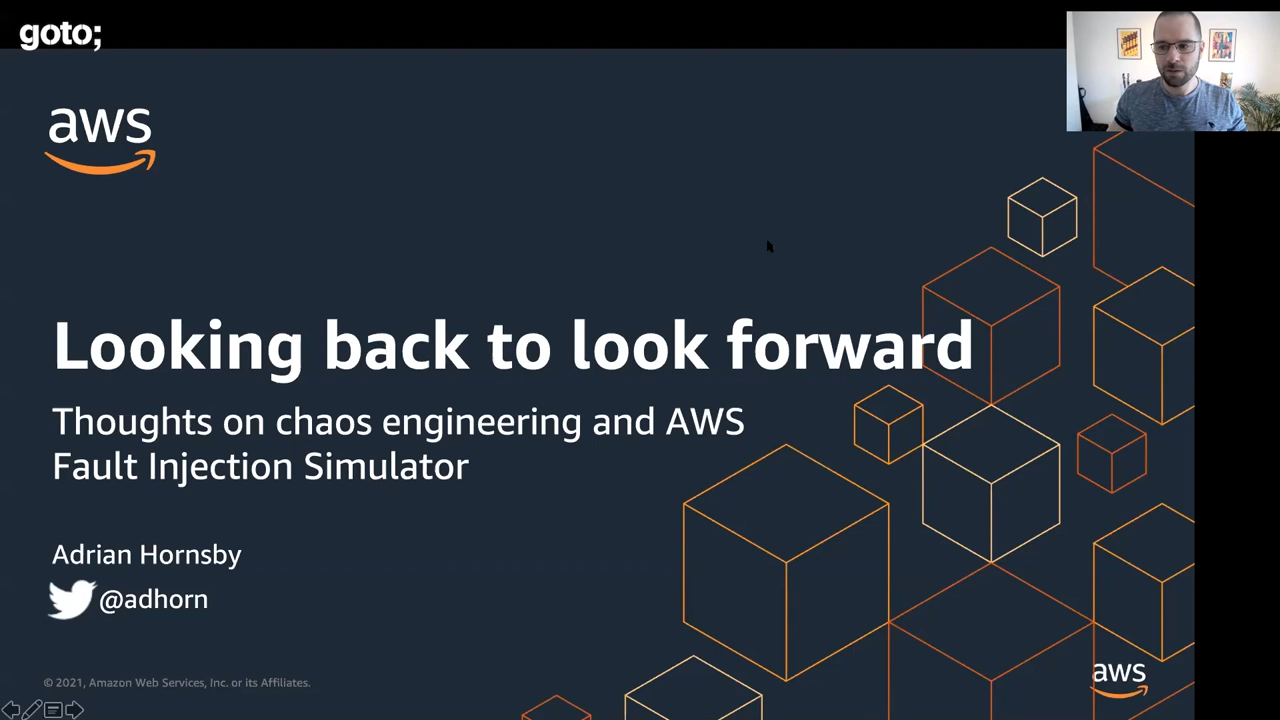 goto;
aws
Looking back to look forward
Thoughts on chaos engineering and AWS
Fault Injection Simulator
Adrian Hornsby
@adhorn
© 2021, Amazon Web Services, Inc. or its Affiliates.
aws